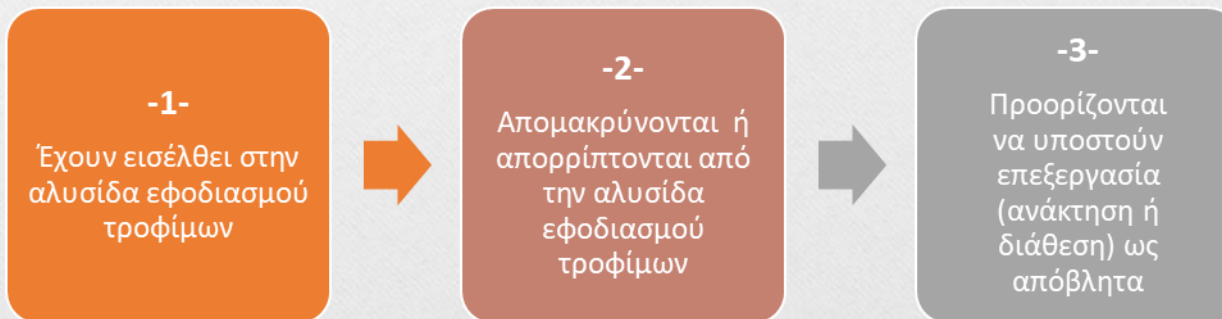 -1-
Έχουν εισέλθει στην
αλυσίδα εφοδιασμού
τροφίμων
-2-
Απομακρύνονται ή
απορρίπτονται από
την αλυσίδα
εφοδιασμού
τροφίμων
-3-
Προορίζονται
να υποστούν
επεξεργασία
(ανάκτηση ή
διάθεση) ως
απόβλητα